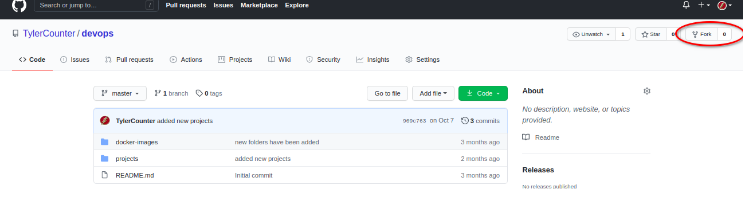 Search or jump to... / Pull requests Issues Marketplace Explore
TylerCounter / devops Unwatch 1 Star 0 Fork 0
Code Issues Pull requests Actions Projects Wiki Security Insights Settings
master 1 branch 0 tags Go to file Add file Code
TylerCounter added new projects on Oct 7 3 commits
docker-images new folders have been added 3 months ago
projects added new projects 2 months ago
README.md Initial commit 3 months ago
About
No description, website, or topics
provided.
Readme
Releases
No releases published